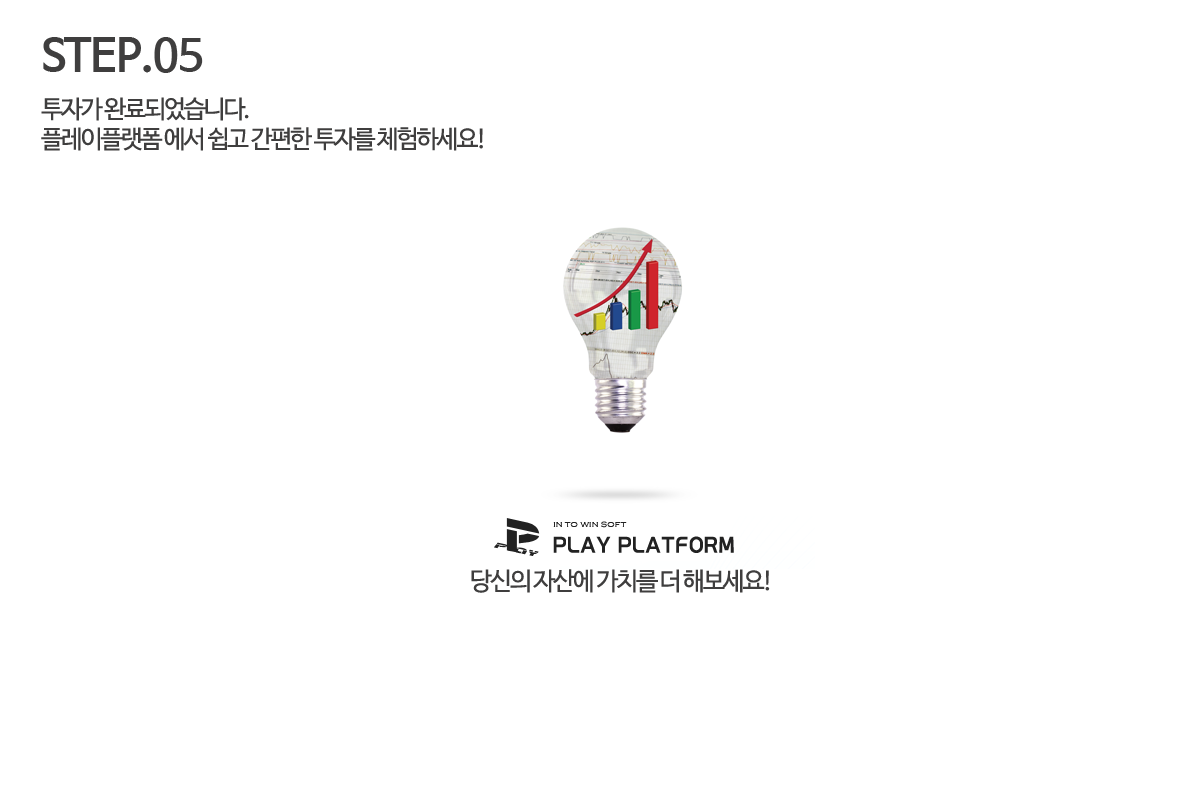 STEP.05
투자가 완료되었습니다.
플레이플랫폼 에서 쉽고 간편한 투자를 체험하세요!
IN TO WIN SOFT
PLAY PLATFORM
당신의 자산에 가치를 더 해보세요!